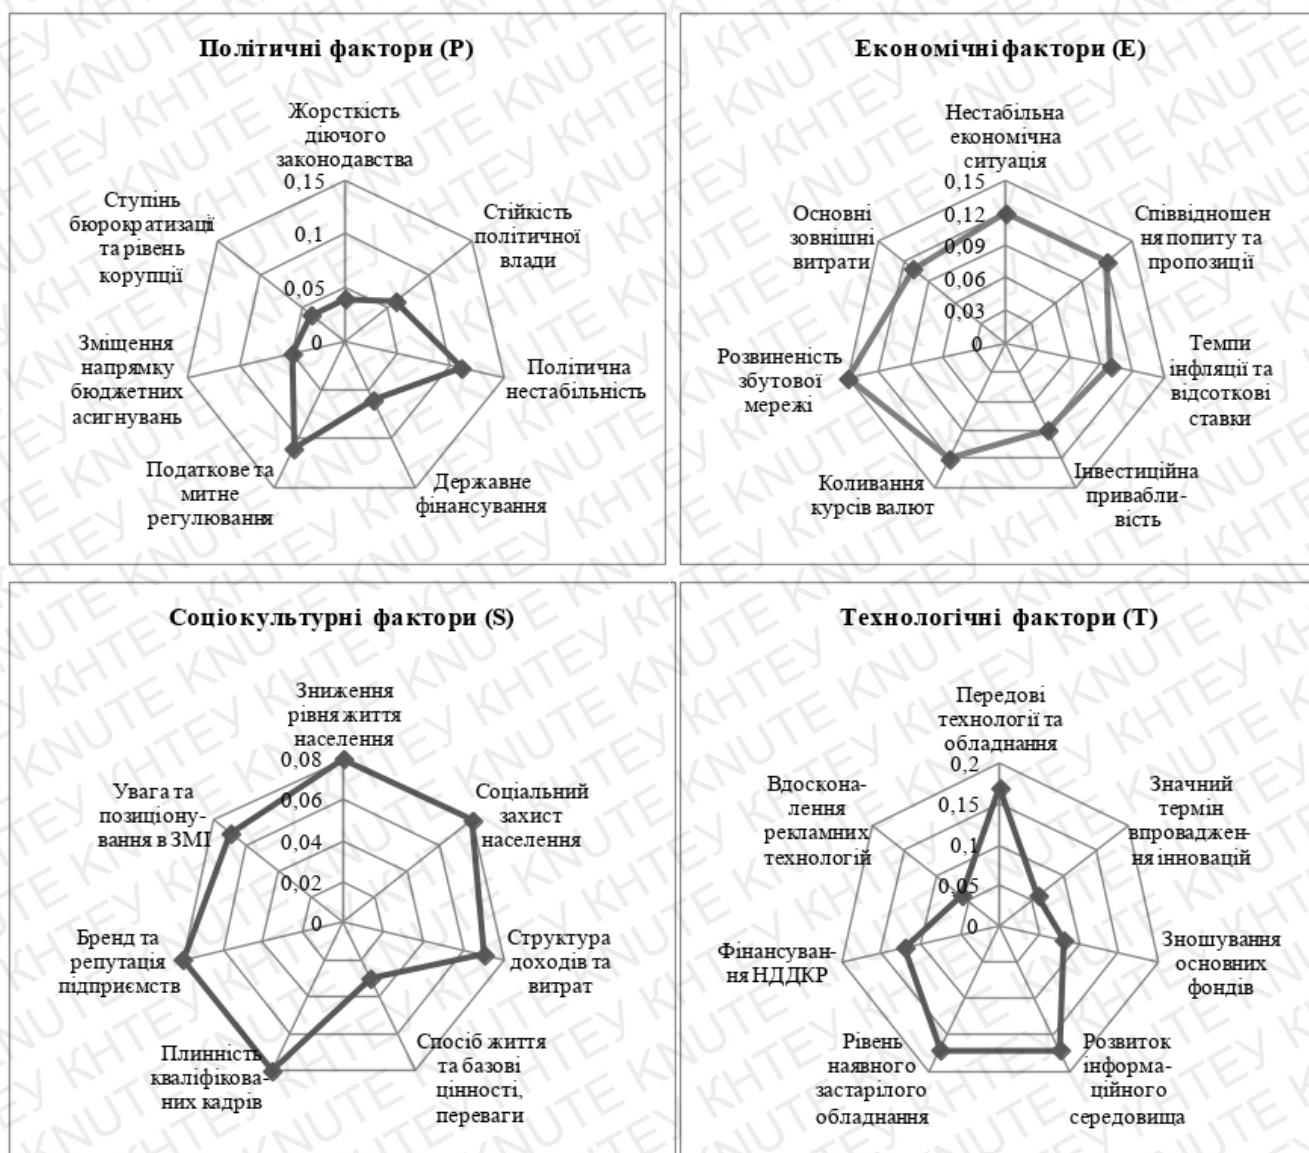 Політичні фактори (P)
Жорсткість
діючого
законодавства
0,15
0,1
0,05
0
Стійкість
політичної
влади
Політична
нестабільність
Державне
фінансування
Податкове та
митне
регулювання
Зміщення
напрямку
бюджетних
асигнувань
Ступінь
бюрократизації
та рівень
корупції
Економічні фактори (E)
Нестабільна
економічна
ситуація
0,15
0,12
0,09
0,06
0,03
0
Співвідношен
ня попиту та
пропозиції
Темпи
інфляції та
відсоткові
ставки
Інвестиційна
привабли-
вість
Коливання
курсів валют
Розвиненість
збутової
мережі
Основні
зовнішні
витрати
Соціокультурні фактори (S)
Зниження
рівня життя
населення
0,08
0,06
0,04
0,02
0
Соціальний
захист
населення
Структура
доходів та
витрат
Спосіб життя
та базові
цінності,
переваги
Плинність
кваліфікова-
них кадрів
Бренд та
репутація
підприємств
Увага та
позиціону-
вання в ЗМІ
Технологічні фактори (T)
Передові
технології та
обладнання
0,2
0,15
0,1
0,05
0
Значний
термін
впроваджен-
ня інновацій
Зношування
основних
фондів
Розвиток
інформа-
ційного
середовища
Рівень
наявного
застарілого
обладнання
Фінансуван-
ня НДДКР
Вдоскона-
лення
рекламних
технологій
KNUTE КНТЕУ